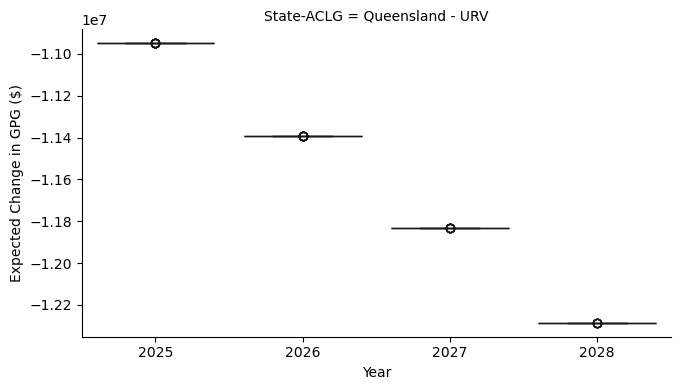 State-ACLG = Queensland - URV
1e7
−1.10
−1.12
−1.14
−1.16
−1.18
−1.20
−1.22
Expected Change in GPG ($)
2025 2026 2027 2028
Year